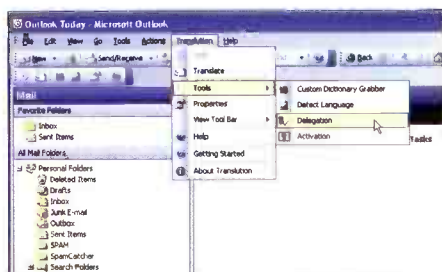 Outlook Today - Microsoft Outlook
File Edit View Go Tools Actions Translution Help
New Send/Receive Back
Translate
Tools
Properties
View Tool Bar
Help
Getting Started
About Translution
Custom Dictionary Grabber
Detect Language
Delegation
Activation
Tasks
Mail
Favorite Folders
Inbox
Sent Items
All Mail Folders
Personal Folders
Deleted Items
Drafts
Inbox
Junk E-mail
Outbox
Sent Items
SPAM
SpamCatcher
Search Folders